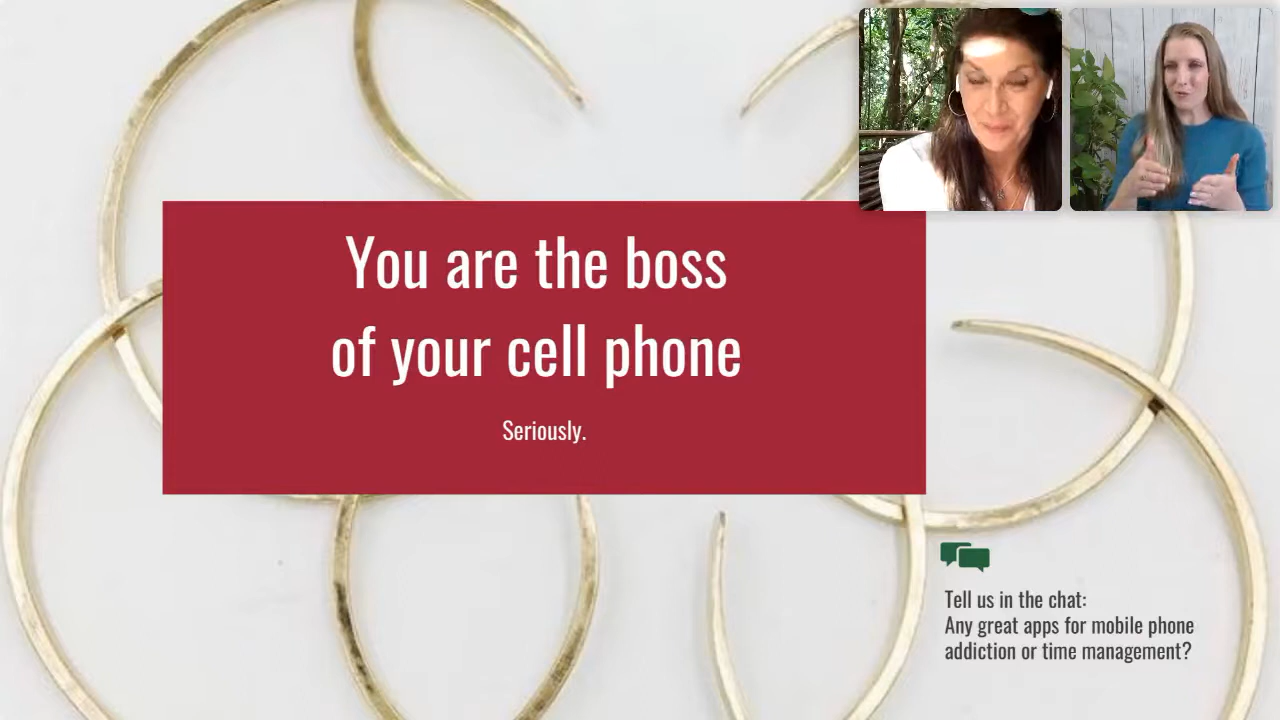 You are the boss
of your cell phone
Seriously.
Tell us in the chat:
Any great apps for mobile phone
addiction or time management?